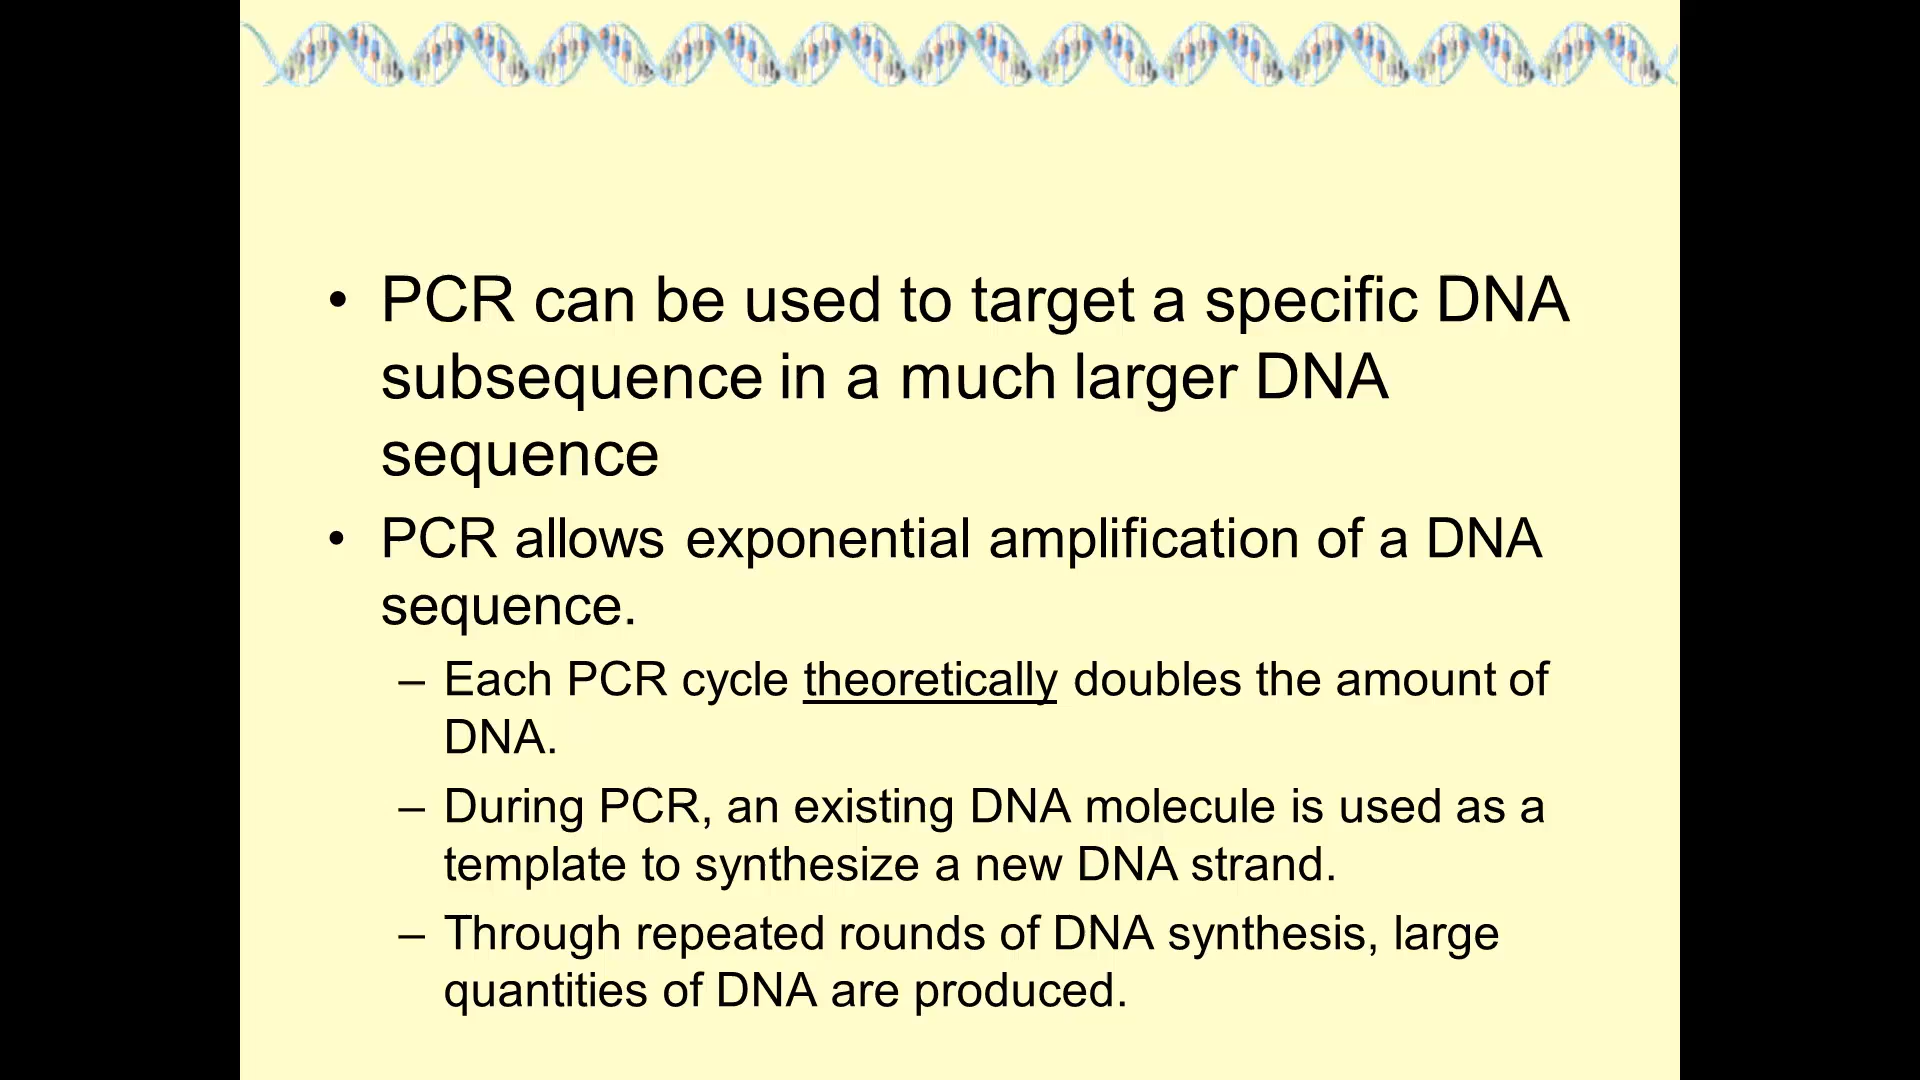 • PCR can be used to target a specific DNA
subsequence in a much larger DNA
sequence
• PCR allows exponential amplification of a DNA
sequence.
– Each PCR cycle theoretically doubles the amount of
DNA.
– During PCR, an existing DNA molecule is used as a
template to synthesize a new DNA strand.
– Through repeated rounds of DNA synthesis, large
quantities of DNA are produced.